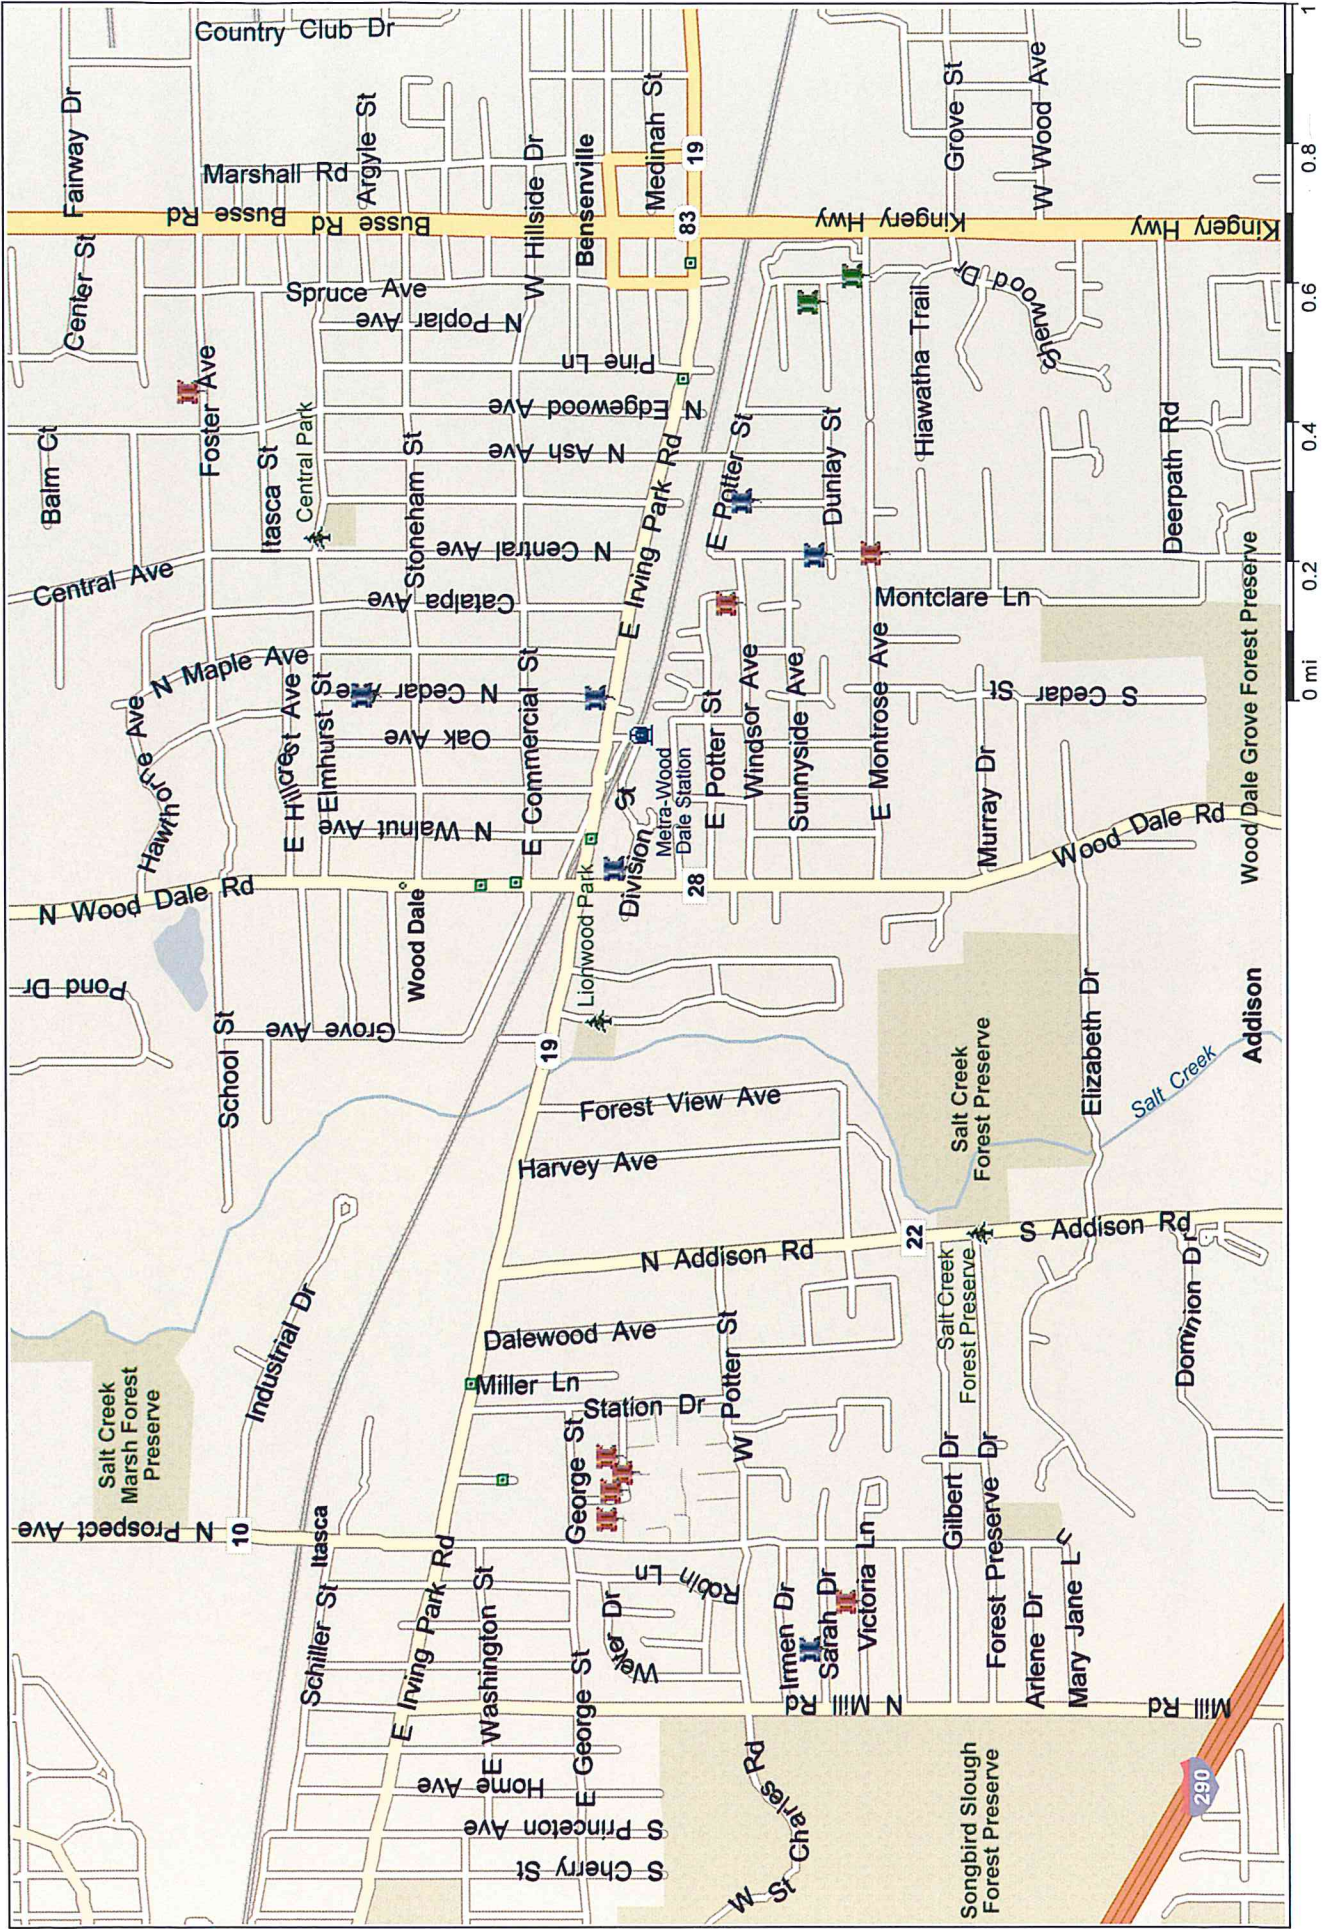 Country Club Dr
Fairway Dr
Argyle St
Marshall Rd
Medinah St
Grove St
W Wood Ave
W Hillside Dr
Bensenville
19
83
Busse Rd
Busse Rd
Busse
Kingery Hwy
Kingery
Kingery Hwy
Kingery
Center St
Spruce Ave
N Poplar Ave
Pine Ln
N Edgewood Ave
N Ash Ave
Sherwood Dr
Hiawatha Trail
Foster Ave
Balm Ct
Itasca St
Central Park
Stoneham St
E Irving Park Rd
E Potter St
Dunlay St
Deerpath Rd
Central Ave
N Central Ave
Catalpa Ave
Montclare Ln
N Maple Ave
N Cedar Ave
S Cedar St
Oak Ave
Hawthorne Ave
E Hillcrest Ave
Elmhurst St
N Walnut Ave
E Commercial St
Division St
Metra-Wood
Dale Station
E Potter St
Windsor Ave
Sunnyside Ave
E Montrose Ave
Murray Dr
Wood Dale Rd
Wood Dale Grove Forest Preserve
N Wood Dale Rd
Wood Dale
28
Lionwood Park
Pond Dr
Grove Ave
School St
19
Forest View Ave
Harvey Ave
Salt Creek
Forest Preserve
Elizabeth Dr
Salt Creek
Addison
N Addison Rd
22
S Addison Rd
Salt Creek
Forest Preserve
Dominion Dr
Industrial Dr
Salt Creek
Marsh Forest
Preserve
Dalewood Ave
Miller Ln
Station Dr
W Potter St
George St
N Prospect Ave
10
Itasca
Schiller St
E Irving Park Rd
E Washington St
E George St
Robin Ln
Dr
Irmen Dr
Sarah Dr
Victoria Ln
Gilbert Dr
Forest Preserve Dr
Arlene Dr
Mary Jane Ln
N Mill Rd
Mill Rd
Home Ave
S Princeton Ave
S Cherry St
W St Charles Rd
Songbird Slough
Forest Preserve
290
0 mi
0.2
0.4
0.6
0.8
1